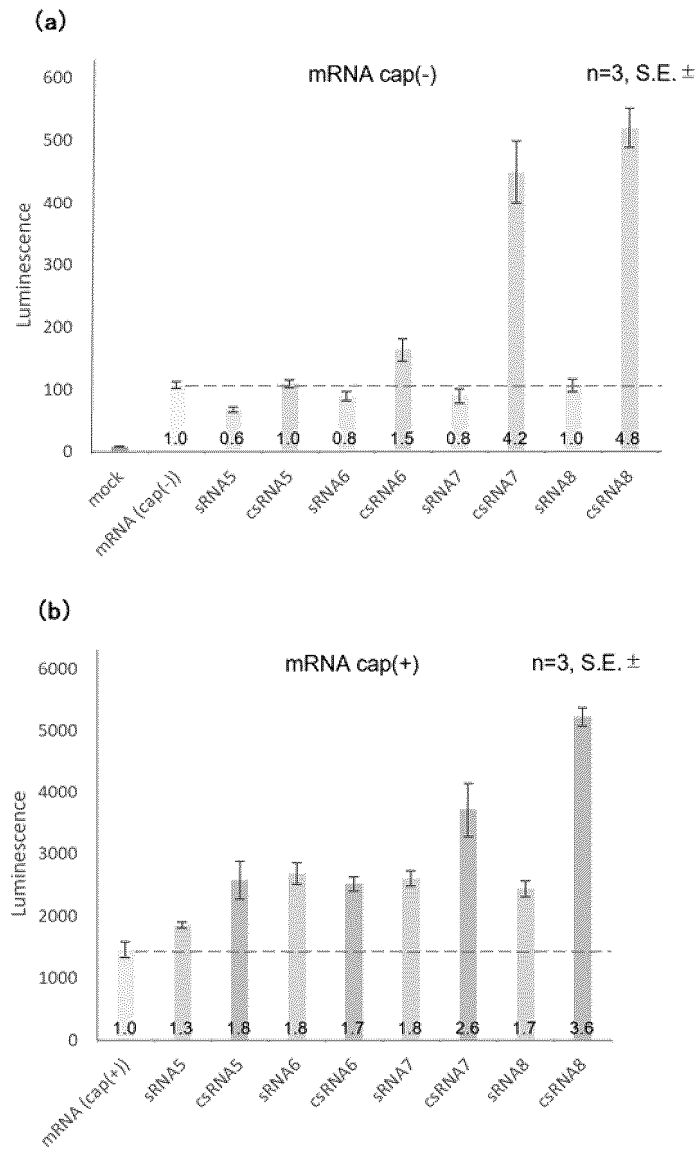 (a)
mRNA cap(-)
n=3, S.E. ±
600
500
400
300
200
100
0
Luminescence
1.0
0.6
1.0
0.8
1.5
0.8
4.2
1.0
4.8
mock
mRNA (cap(-))
sRNA5
csRNA5
sRNA6
csRNA6
sRNA7
csRNA7
sRNA8
csRNA8
(b)
mRNA cap(+)
n=3, S.E. ±
6000
5000
4000
3000
2000
1000
0
Luminescence
1.0
1.3
1.8
1.8
1.7
1.8
2.6
1.7
3.6
mRNA (cap(+))
sRNA5
csRNA5
sRNA6
csRNA6
sRNA7
csRNA7
sRNA8
csRNA8